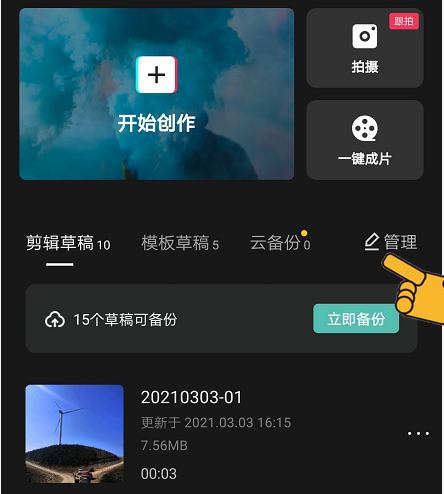 跟拍
拍摄
开始创作
一键成片
剪辑草稿 10 模板草稿 5 云备份 0 管理
15个草稿可备份 立即备份
20210303-01
更新于 2021.03.03 16:15
7.56MB
00:03